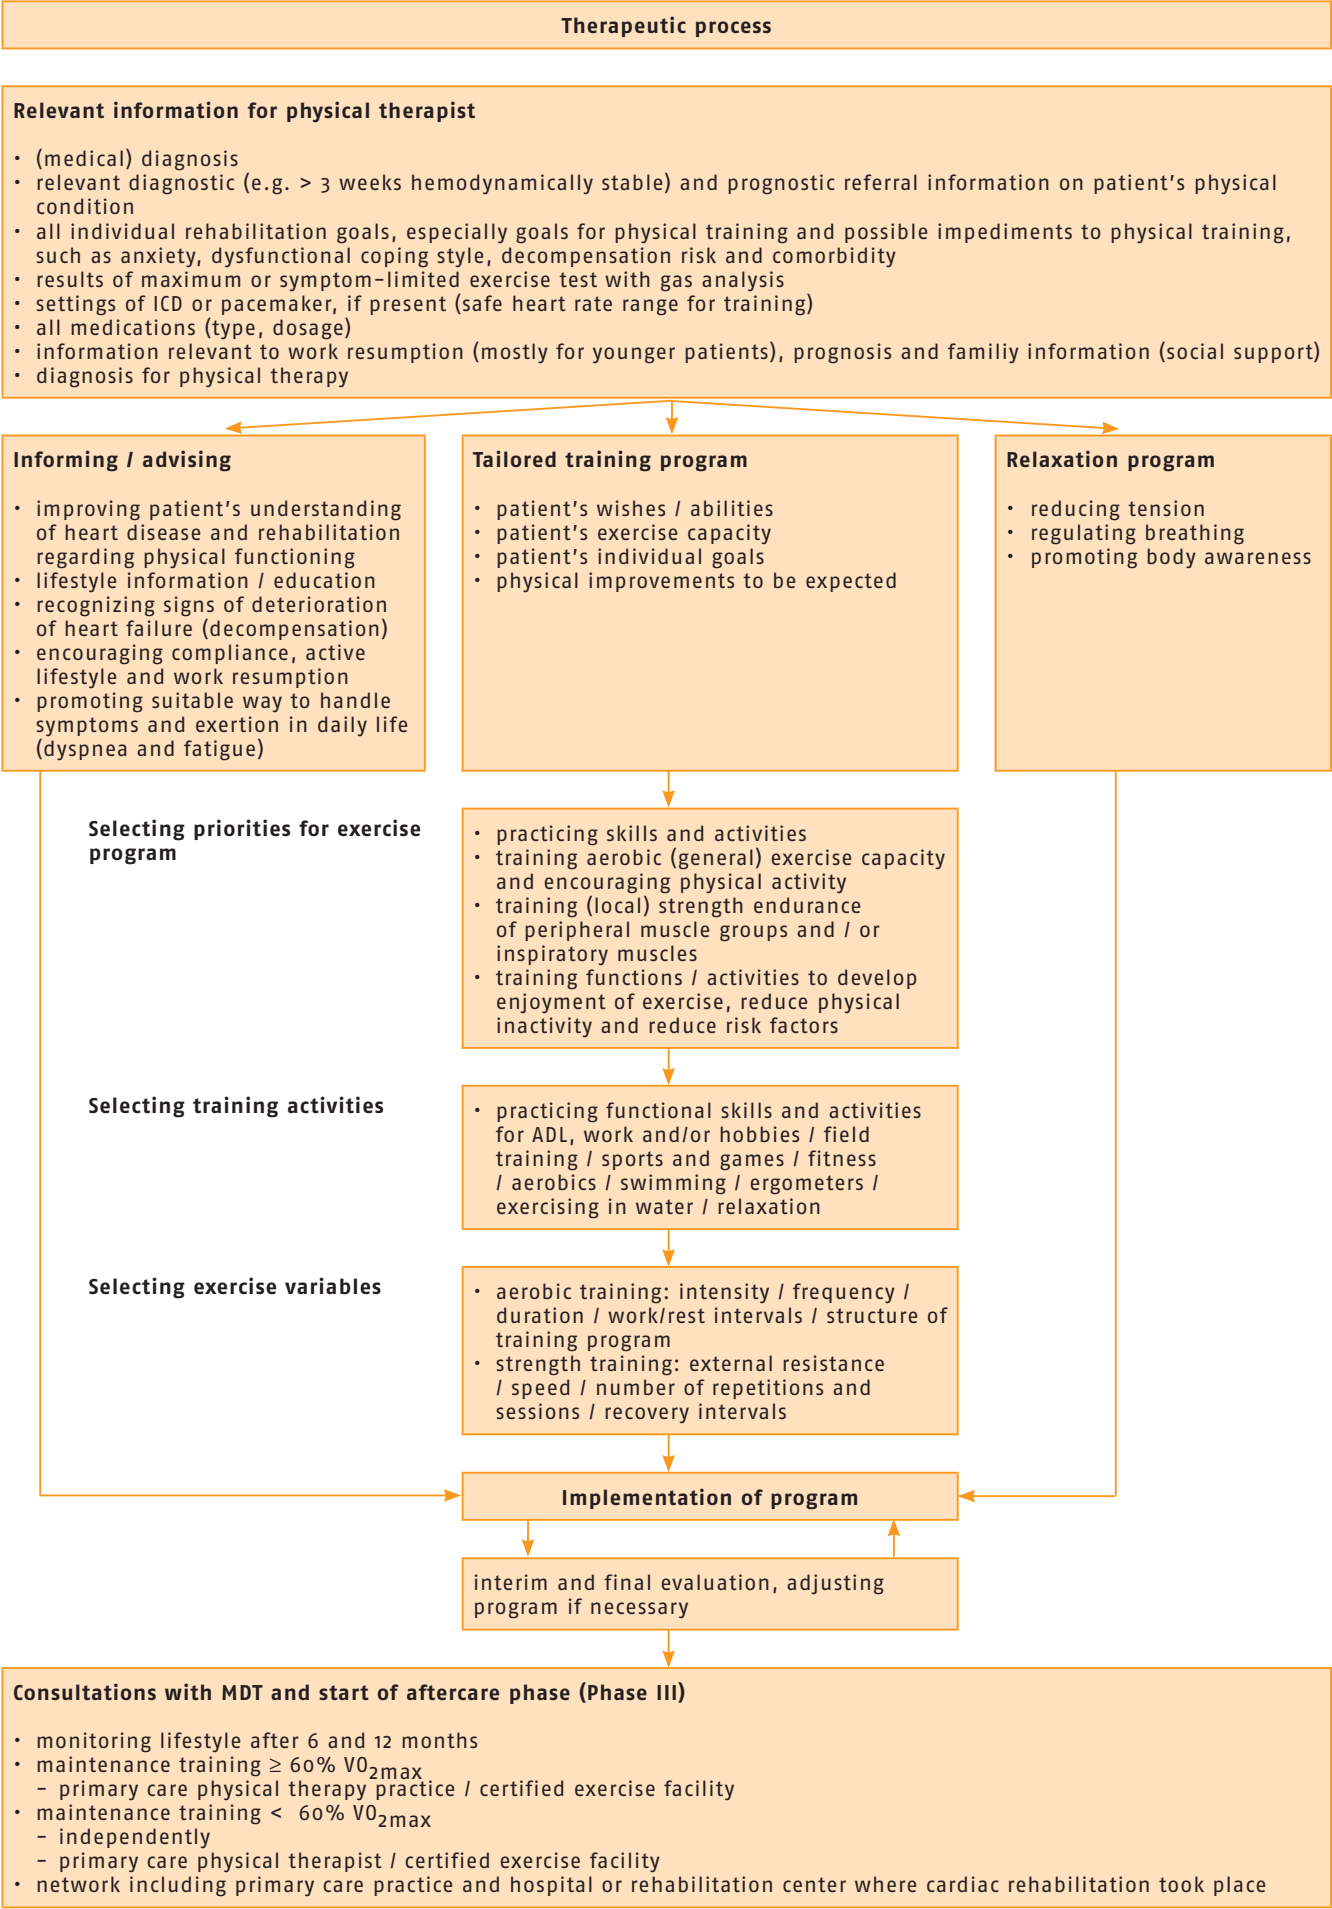 Therapeutic process
Relevant information for physical therapist
• (medical) diagnosis
• relevant diagnostic (e.g. > 3 weeks hemodynamically stable) and prognostic referral information on patient's physical
condition
• all individual rehabilitation goals, especially goals for physical training and possible impediments to physical training,
such as anxiety, dysfunctional coping style, decompensation risk and comorbidity
• results of maximum or symptom-limited exercise test with gas analysis
• settings of ICD or pacemaker, if present (safe heart rate range for training)
• all medications (type, dosage)
• information relevant to work resumption (mostly for younger patients), prognosis and familiy information (social support)
• diagnosis for physical therapy
Informing / advising
• improving patient's understanding
of heart disease and rehabilitation
regarding physical functioning
• lifestyle information / education
• recognizing signs of deterioration
of heart failure (decompensation)
• encouraging compliance, active
lifestyle and work resumption
• promoting suitable way to handle
symptoms and exertion in daily life
(dyspnea and fatigue)
Tailored training program
• patient's wishes / abilities
• patient's exercise capacity
• patient's individual goals
• physical improvements to be expected
Relaxation program
• reducing tension
• regulating breathing
• promoting body awareness
Selecting priorities for exercise
program
• practicing skills and activities
• training aerobic (general) exercise capacity
and encouraging physical activity
• training (local) strength endurance
of peripheral muscle groups and / or
inspiratory muscles
• training functions / activities to develop
enjoyment of exercise, reduce physical
inactivity and reduce risk factors
Selecting training activities
• practicing functional skills and activities
for ADL, work and/or hobbies / field
training / sports and games / fitness
/ aerobics / swimming / ergometers /
exercising in water / relaxation
Selecting exercise variables
• aerobic training: intensity / frequency /
duration / work/rest intervals / structure of
training program
• strength training: external resistance
/ speed / number of repetitions and
sessions / recovery intervals
Implementation of program
interim and final evaluation, adjusting
program if necessary
Consultations with MDT and start of aftercare phase (Phase III)
• monitoring lifestyle after 6 and 12 months
• maintenance training ≥ 60% VO2max
– primary care physical therapy practice / certified exercise facility
• maintenance training < 60% VO2max
– independently
– primary care physical therapist / certified exercise facility
• network including primary care practice and hospital or rehabilitation center where cardiac rehabilitation took place